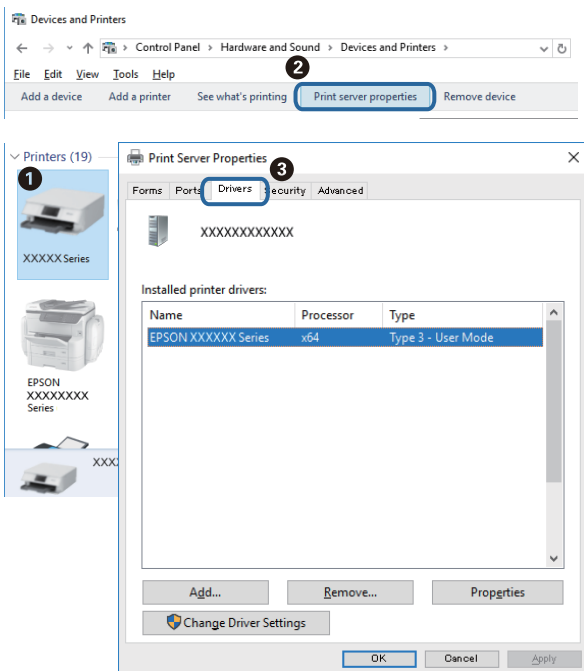 Devices and Printers
Control Panel > Hardware and Sound > Devices and Printers >
2
File Edit View Tools Help
Add a device Add a printer See what's printing Print server properties Remove device
Printers (19)
1
XXXXX Series
EPSON
XXXXXXXX
Series
XXX
Print Server Properties
3
Forms Ports Drivers ecurity Advanced
XXXXXXXXXXXX
Installed printer drivers:
Name Processor Type
EPSON XXXXXX Series x64 Type 3 - User Mode
Add... Remove... Properties
Change Driver Settings
OK Cancel Apply